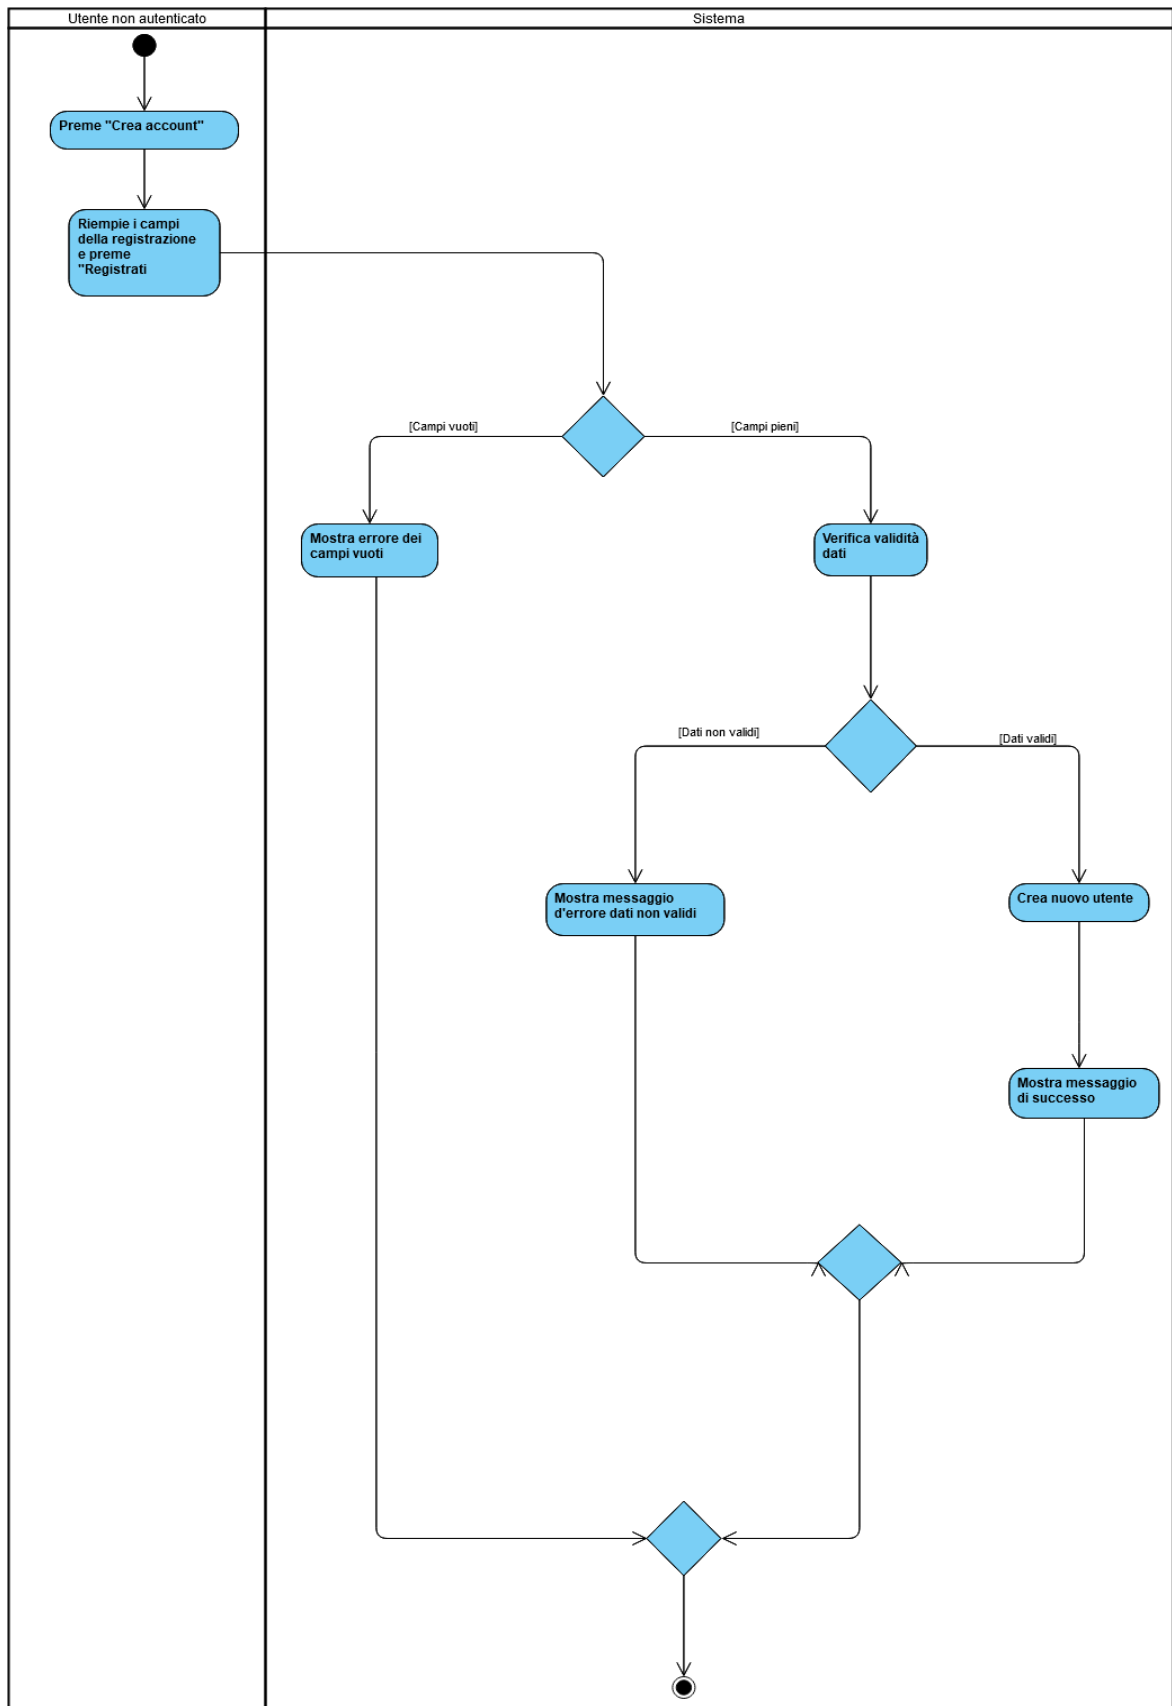 Utente non autenticato
Sistema
Preme "Crea account"
Riempie i campi
della registrazione
e preme
"Registrati
[Campi vuoti]
[Campi pieni]
Mostra errore dei
campi vuoti
Verifica validità
dati
[Dati non validi]
[Dati validi]
Mostra messaggio
d'errore dati non validi
Crea nuovo utente
Mostra messaggio
di successo